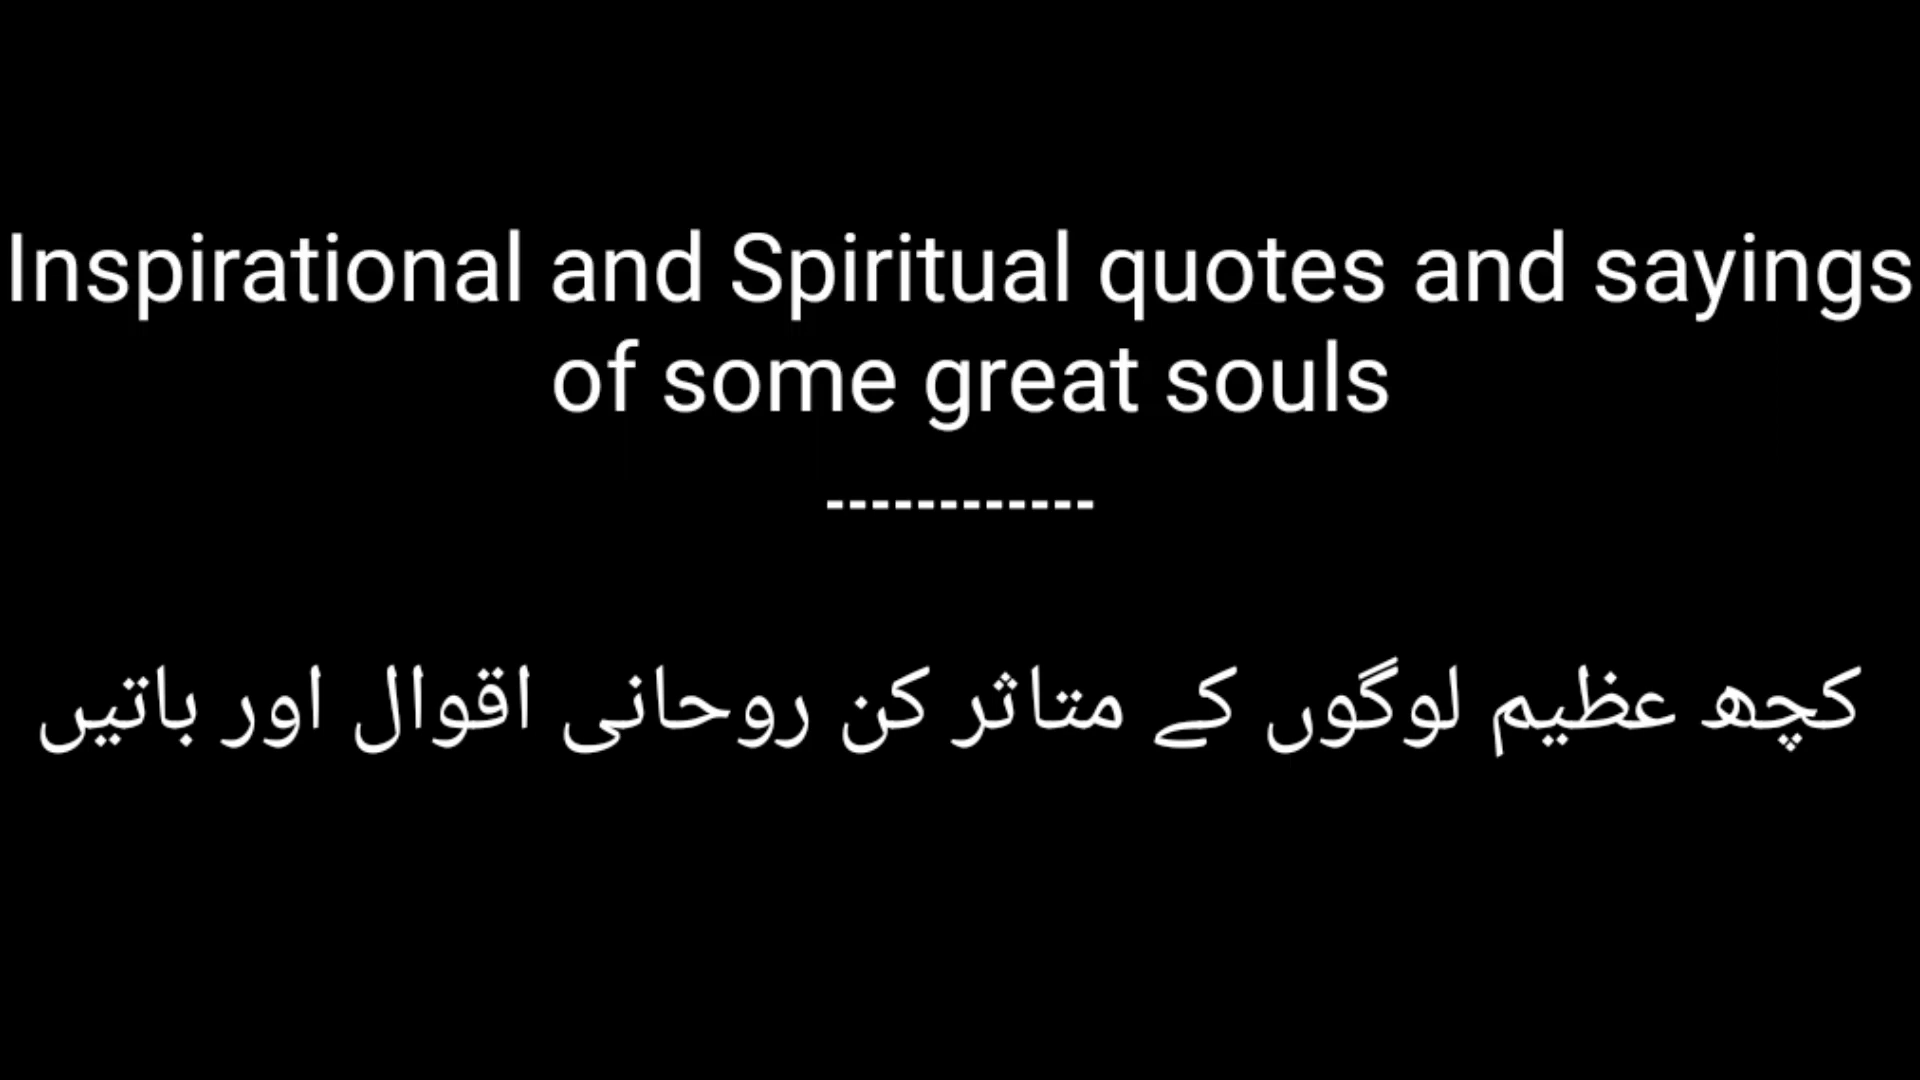 Inspirational and Spiritual quotes and sayings
of some great souls
------------
کچھ عظیم لوگوں کے متاثر کن روحانی اقوال اور باتیں